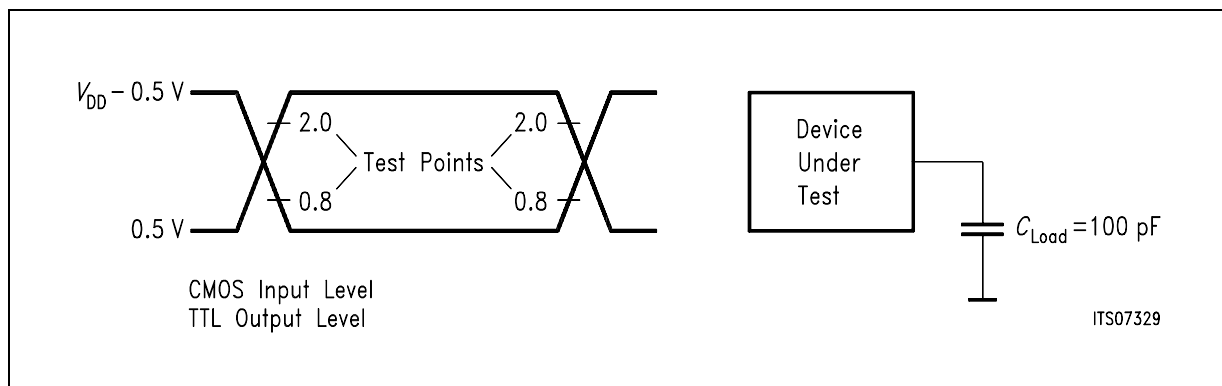 V_DD – 0.5 V
2.0
2.0
Test Points
0.8
0.8
0.5 V
CMOS Input Level
TTL Output Level
Device
Under
Test
C_Load = 100 pF
ITS07329